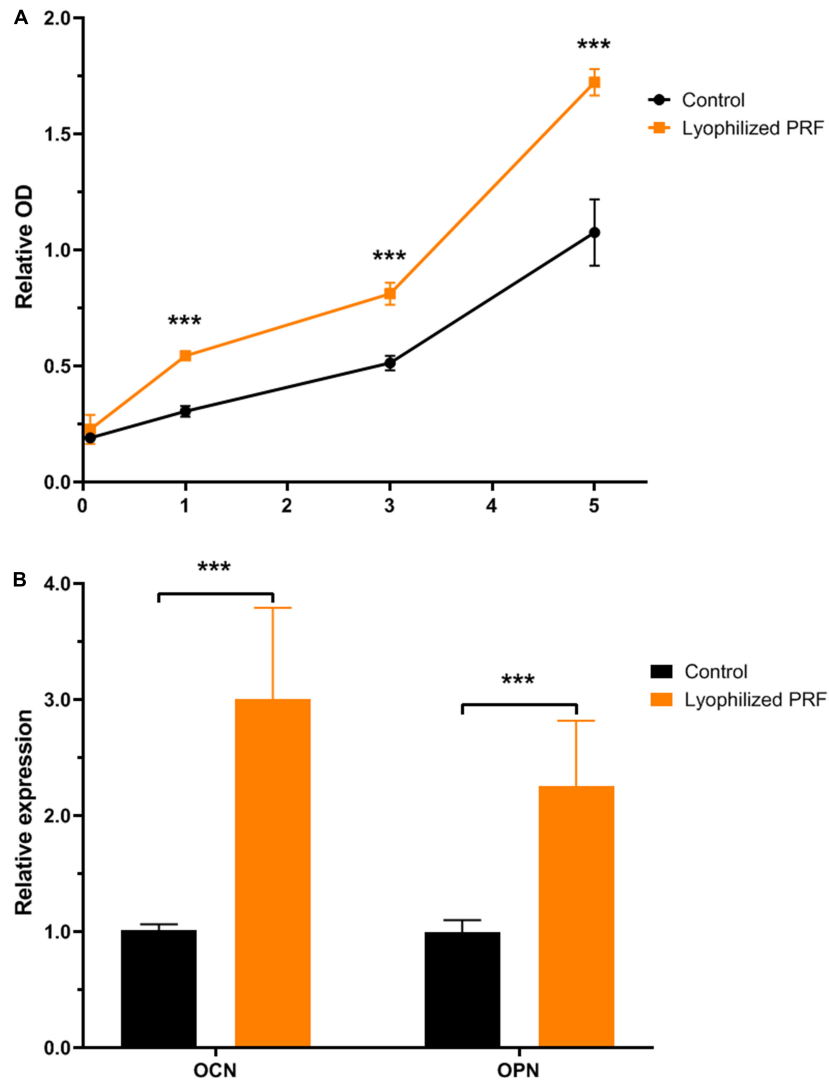 A
2.0
1.5
1.0
0.5
0.0
Relative OD
***
***
***
0 1 2 3 4 5
Control
Lyophilized PRF
B
4.0
3.0
2.0
1.0
0.0
Relative expression
***
***
OCN OPN
Control
Lyophilized PRF